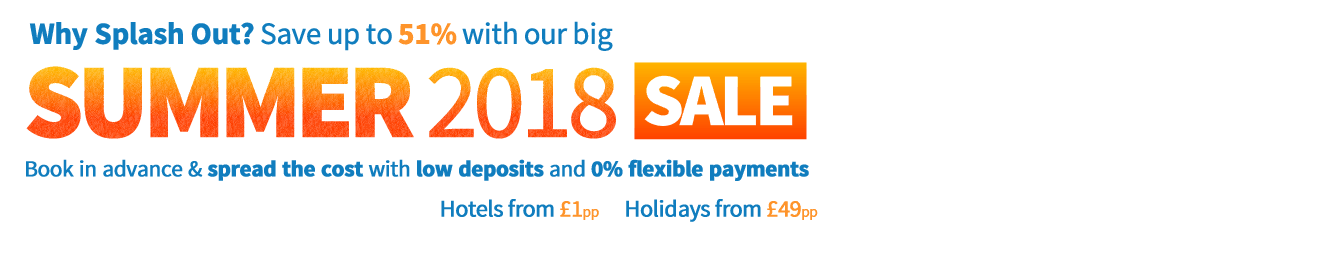 Why Splash Out? Save up to 51% with our big
SUMMER 2018 SALE
Book in advance & spread the cost with low deposits and 0% flexible payments
Hotels from £1pp Holidays from £49pp